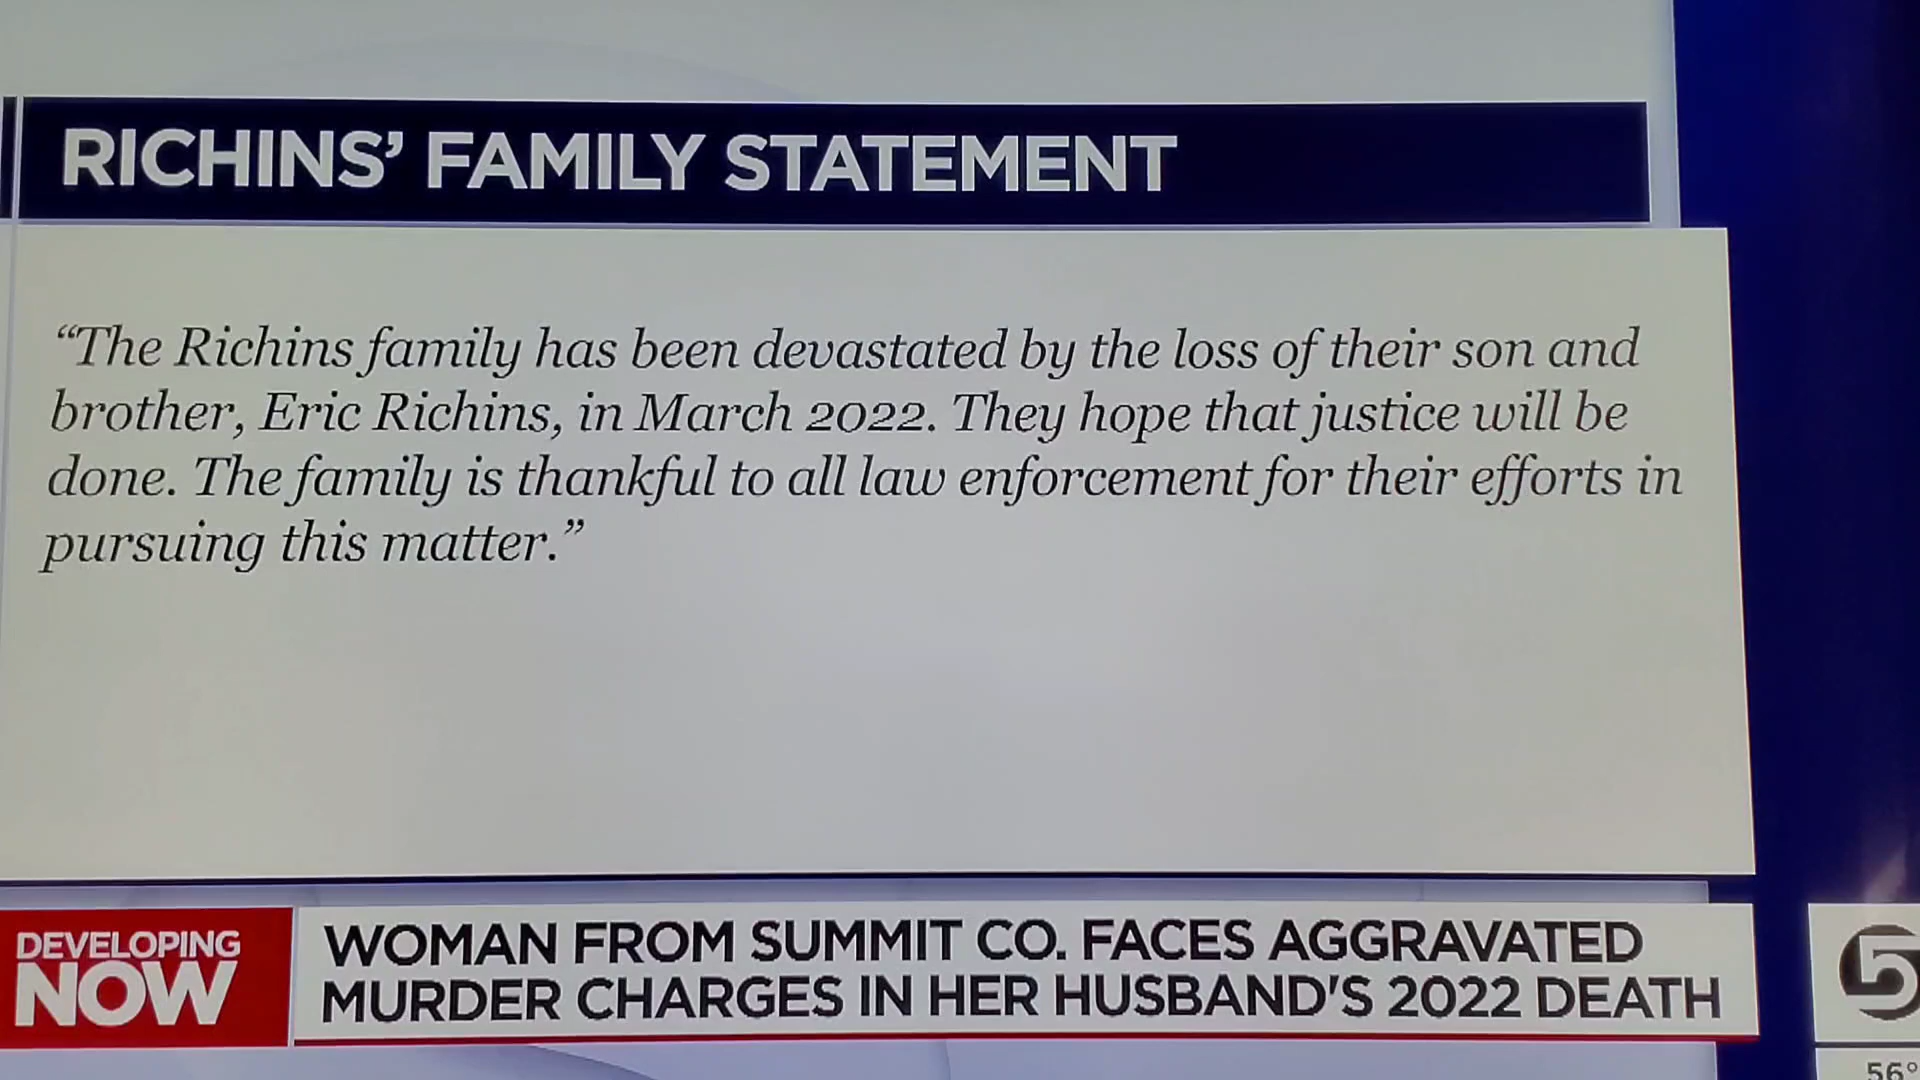 RICHINS’ FAMILY STATEMENT
“The Richins family has been devastated by the loss of their son and
brother, Eric Richins, in March 2022. They hope that justice will be
done. The family is thankful to all law enforcement for their efforts in
pursuing this matter.”
DEVELOPING
NOW
WOMAN FROM SUMMIT CO. FACES AGGRAVATED
MURDER CHARGES IN HER HUSBAND'S 2022 DEATH
5
56°